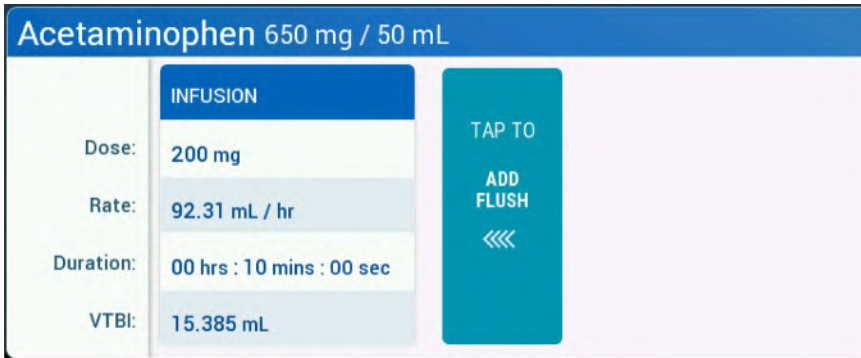 Acetaminophen 650 mg / 50 mL
INFUSION
Dose: 200 mg
Rate: 92.31 mL / hr
Duration: 00 hrs : 10 mins : 00 sec
VTBI: 15.385 mL
TAP TO
ADD
FLUSH